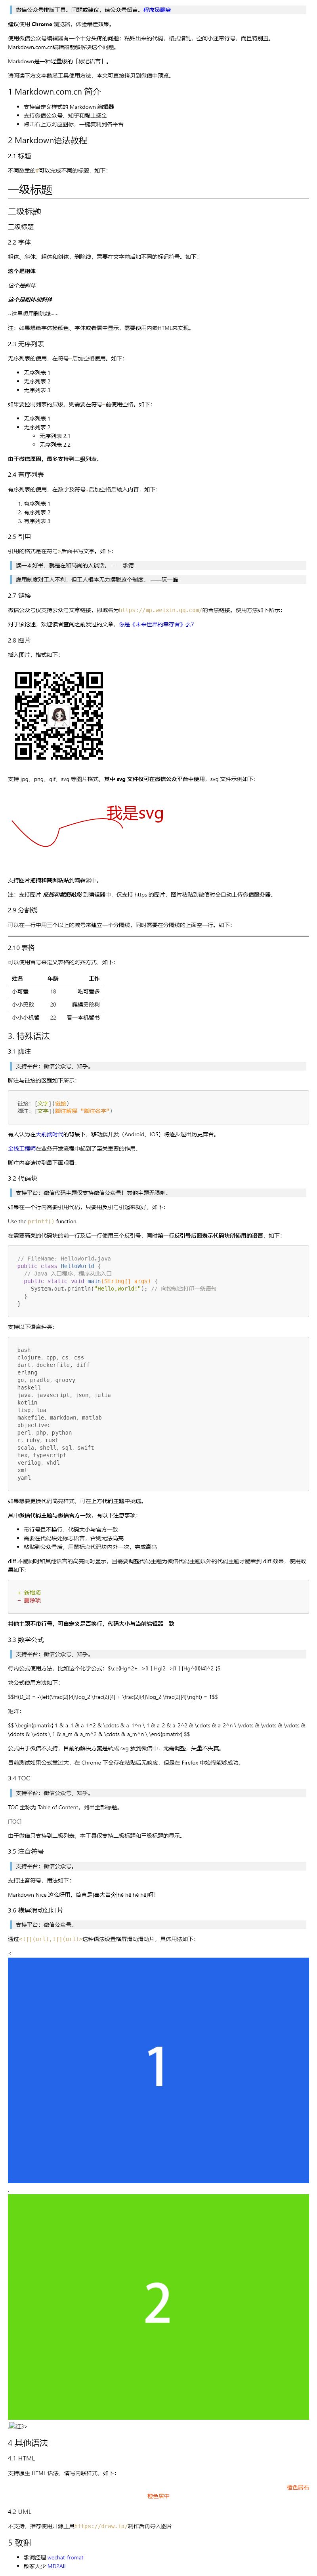 微信公众号排版工具。问题或建议，请公众号留言。程序员翻身
建议使用 Chrome 浏览器，体验最佳效果。
使用微信公众号编辑器有一个十分头疼的问题：粘贴出来的代码，格式错乱，空间小还带行号，而且特别丑。
Markdown.com.cn编辑器能够解决这个问题。
Markdown是一种轻量级的「标记语言」。
请阅读下方文本熟悉工具使用方法，本文可直接拷贝到微信中预览。
1 Markdown.com.cn 简介
• 支持自定义样式的 Markdown 编辑器
• 支持微信公众号、知乎和稀土掘金
• 点击右上方对应图标，一键复制到各平台
2 Markdown语法教程
2.1 标题
不同数量的#可以完成不同的标题，如下：
一级标题
二级标题
三级标题
2.2 字体
粗体、斜体、粗体和斜体，删除线，需要在文字前后加不同的标记符号。如下：
这个是粗体
这个是斜体
这个是粗体加斜体
~这里想用删除线~~
注：如果想给字体换颜色、字体或者居中显示，需要使用内嵌HTML来实现。
2.3 无序列表
无序列表的使用，在符号-后加空格使用。如下：
• 无序列表 1
• 无序列表 2
• 无序列表 3
如果要控制列表的层级，则需要在符号-前使用空格。如下：
• 无序列表 1
• 无序列表 2
◦ 无序列表 2.1
◦ 无序列表 2.2
由于微信原因，最多支持到二级列表。
2.4 有序列表
有序列表的使用，在数字及符号.后加空格后输入内容，如下：
1. 有序列表 1
2. 有序列表 2
3. 有序列表 3
2.5 引用
引用的格式是在符号>后面书写文字。如下：
读一本好书，就是在和高尚的人谈话。 ——歌德
雇用制度对工人不利，但工人根本无力摆脱这个制度。 ——阮一峰
2.7 链接
微信公众号仅支持公众号文章链接，即域名为https://mp.weixin.qq.com/的合法链接。使用方法如下所示：
对于该论述，欢迎读者查阅之前发过的文章，你是《未来世界的幸存者》么？
2.8 图片
插入图片，格式如下：
支持 jpg、png、gif、svg 等图片格式，其中 svg 文件仅可在微信公众平台中使用，svg 文件示例如下：
我是svg
支持图片拖拽和截图粘贴到编辑器中。
注：支持图片 拖拽和截图粘贴 到编辑器中，仅支持 https 的图片，图片粘贴到微信时会自动上传微信服务器。
2.9 分割线
可以在一行中用三个以上的减号来建立一个分隔线，同时需要在分隔线的上面空一行。如下：
2.10 表格
可以使用冒号来定义表格的对齐方式，如下：
姓名 年龄 工作
小可爱 18 吃可爱多
小小勇敢 20 爬棵勇敢树
小小小机智 22 看一本机智书
3. 特殊语法
3.1 脚注
支持平台：微信公众号、知乎。
脚注与链接的区别如下所示：
链接：[文字](链接)
脚注：[文字](脚注解释 "脚注名字")
有人认为在大前端时代的背景下，移动端开发（Android、IOS）将逐步退出历史舞台。
全栈工程师在业务开发流程中起到了至关重要的作用。
脚注内容请拉到最下面观看。
3.2 代码块
支持平台：微信代码主题仅支持微信公众号！其他主题无限制。
如果在一个行内需要引用代码，只要用反引号引起来就好，如下：
Use the printf() function.
在需要高亮的代码块的前一行及后一行使用三个反引号，同时第一行反引号后面表示代码块所使用的语言，如下：
// FileName: HelloWorld.java
public class HelloWorld {
// Java 入口程序，程序从此入口
public static void main(String[] args) {
System.out.println("Hello,World!"); // 向控制台打印一条语句
}
}
支持以下语言种类：
bash
clojure, cpp, cs, css
dart, dockerfile, diff
erlang
go, gradle, groovy
haskell
java, javascript, json, julia
kotlin
lisp, lua
makefile, markdown, matlab
objectivec
perl, php, python
r, ruby, rust
scala, shell, sql, swift
tex, typescript
verilog, vhdl
xml
yaml
如果想要更换代码高亮样式，可在上方代码主题中挑选。
其中微信代码主题与微信官方一致，有以下注意事项：
• 带行号且不换行，代码大小与官方一致
• 需要在代码块处标志语言，否则无法高亮
• 粘贴到公众号后，用鼠标点代码块内外一次，完成高亮
diff 不能同时和其他语言的高亮同时显示，且需要调整代码主题为微信代码主题以外的代码主题才能看到 diff 效果，使用效果如下：
+ 新增项
- 删除项
其他主题不带行号，可自定义是否换行，代码大小与当前编辑器一致
3.3 数学公式
支持平台：微信公众号、知乎。
行内公式使用方法，比如这个化学公式：$\ce{Hg^2+ ->[I-] HgI2 ->[I-] [Hg^{II}I4]^2-}$
块公式使用方法如下：
$$H(D_2) = -\left(\frac{2}{4}\log_2 \frac{2}{4} + \frac{2}{4}\log_2 \frac{2}{4}\right) = 1$$
矩阵：
$$ \begin{pmatrix} 1 & a_1 & a_1^2 & \cdots & a_1^n \ 1 & a_2 & a_2^2 & \cdots & a_2^n \ \vdots & \vdots & \vdots & \ddots & \vdots \ 1 & a_m & a_m^2 & \cdots & a_m^n \ \end{pmatrix} $$
公式由于微信不支持，目前的解决方案是转成 svg 放到微信中，无需调整，矢量不失真。
目前测试如果公式量过大，在 Chrome 下会存在粘贴后无响应，但是在 Firefox 中始终能够成功。
3.4 TOC
支持平台：微信公众号、知乎。
TOC 全称为 Table of Content，列出全部标题。
[TOC]
由于微信只支持到二级列表，本工具仅支持二级标题和三级标题的显示。
3.5 注音符号
支持平台：微信公众号。
支持注音符号，用法如下：
Markdown Nice 这么好用，简直是{喜大普奔|hē hē hē hē}呀！
3.6 横屏滑动幻灯片
支持平台：微信公众号。
通过<![](url),![](url)>这种语法设置横屏滑动滑动片，具体用法如下：
<
1
,
2
,红3>
4 其他语法
4.1 HTML
支持原生 HTML 语法，请写内联样式，如下：
橙色居右
橙色居中
4.2 UML
不支持，推荐使用开源工具https://draw.io/制作后再导入图片
5 致谢
• 歌词经理 wechat-fromat
• 颜家大少 MD2All